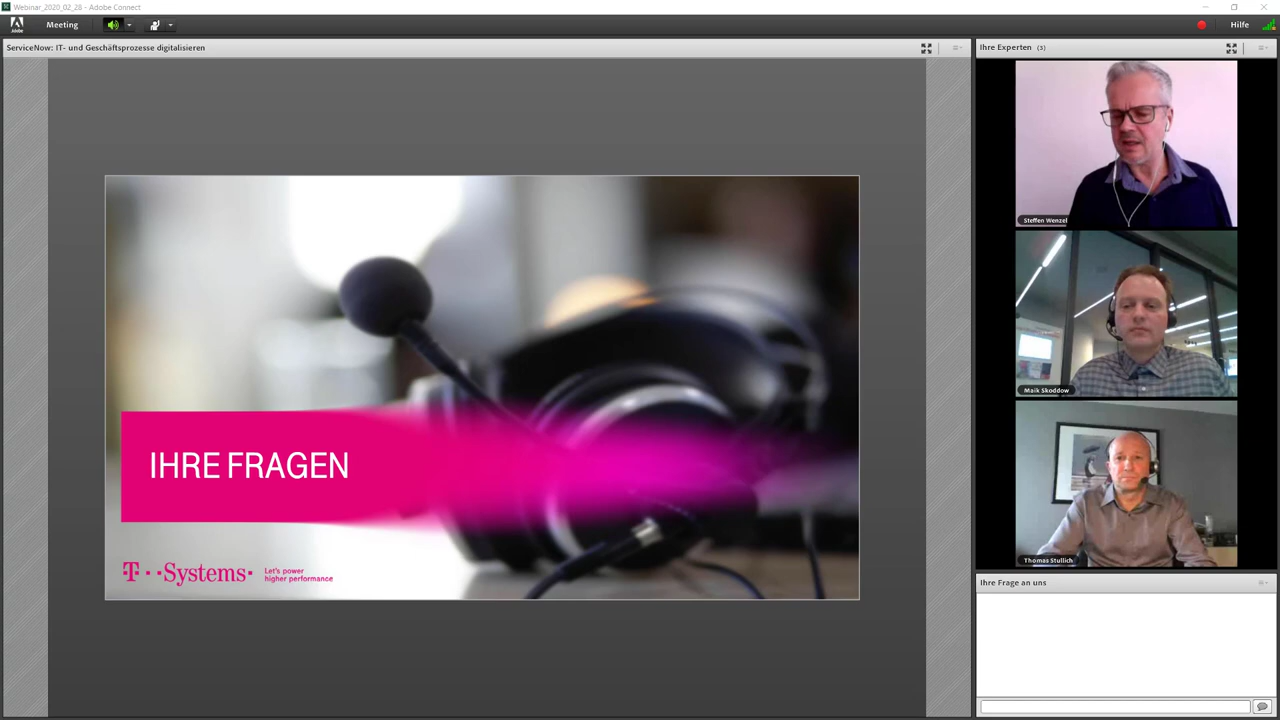 Webinar_2020_02_28 - Adobe Connect
Adobe
Meeting
Hilfe
ServiceNow: IT- und Geschäftsprozesse digitalisieren
IHRE FRAGEN
T··Systems·
Let's power
higher performance
Ihre Experten (3)
Steffen Wenzel
Maik Skoddow
Thomas Stullich
Ihre Frage an uns